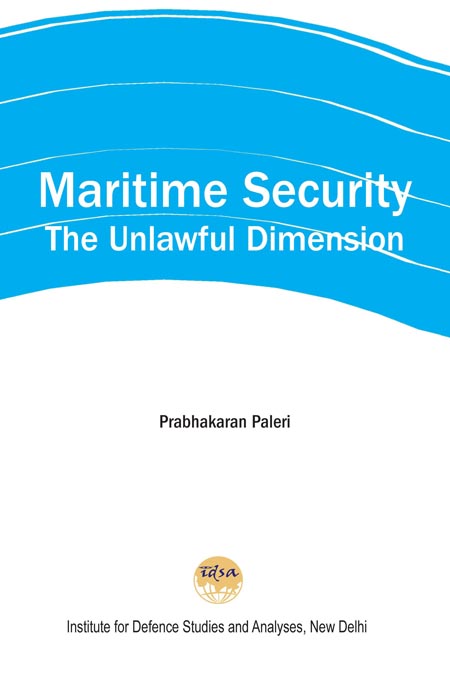 Maritime Security
The Unlawful Dimension
Prabhakaran Paleri
idsa
Institute for Defence Studies and Analyses, New Delhi